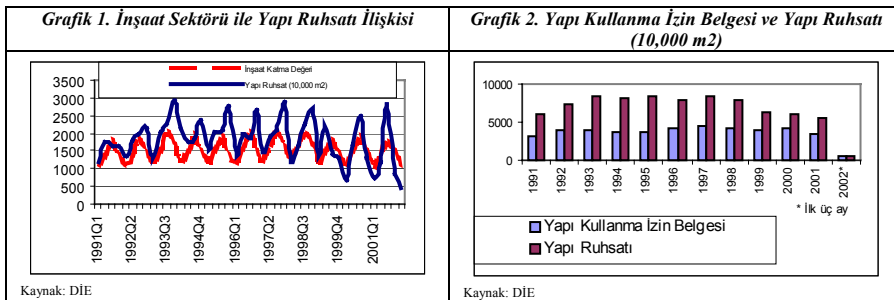 Grafik 1. İnşaat Sektörü ile Yapı Ruhsatı İlişkisi
İnşaat Katma Değeri
Yapı Ruhsat (10,000 m2)
3500
3000
2500
2000
1500
1000
500
0
1991Q1
1992Q2
1993Q3
1994Q4
1996Q1
1997Q2
1998Q3
1999Q4
2001Q1
Kaynak: DİE
Grafik 2. Yapı Kullanma İzin Belgesi ve Yapı Ruhsatı
(10,000 m2)
10000
5000
0
1991
1992
1993
1994
1995
1996
1997
1998
1999
2000
2001
2002*
* İlk üç ay
Yapı Kullanma İzin Belgesi
Yapı Ruhsatı
Kaynak: DİE